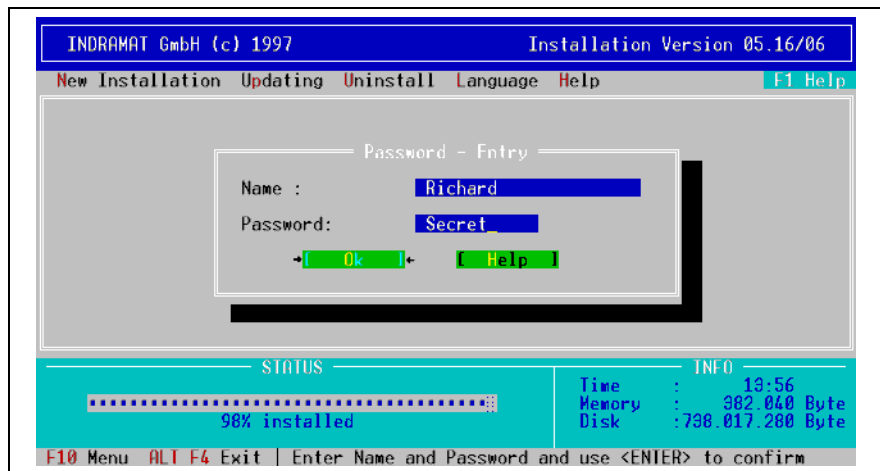 INDRAMAT GmbH (c) 1997 Installation Version 05.16/06
New Installation Updating Uninstall Language Help F1 Help
Password - Entry
Name : Richard
Password: Secret_
[ Ok ] [ Help ]
STATUS INFO
Time : 13:56
Memory : 382.040 Byte
98% installed Disk :738.017.280 Byte
F10 Menu ALT F4 Exit | Enter Name and Password and use <ENTER> to confirm